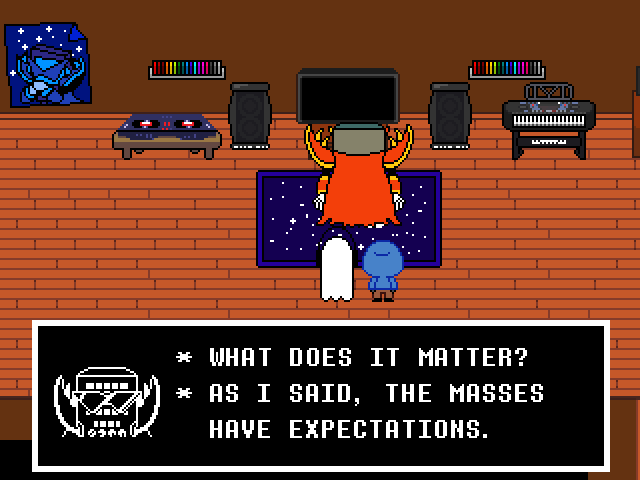 * WHAT DOES IT MATTER?
* AS I SAID, THE MASSES
HAVE EXPECTATIONS.